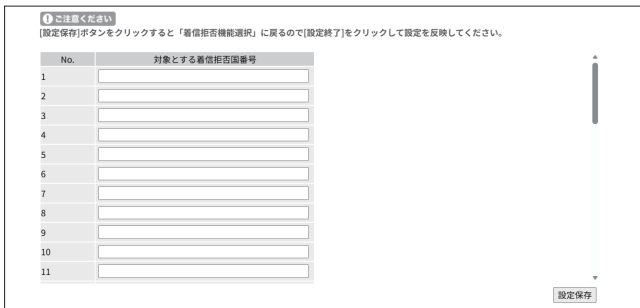 ご注意ください
[設定保存]ボタンをクリックすると「着信拒否機能選択」に戻るので[設定終了]をクリックして設定を反映してください。
No. 対象とする着信拒否国番号
1
2
3
4
5
6
7
8
9
10
11
設定保存